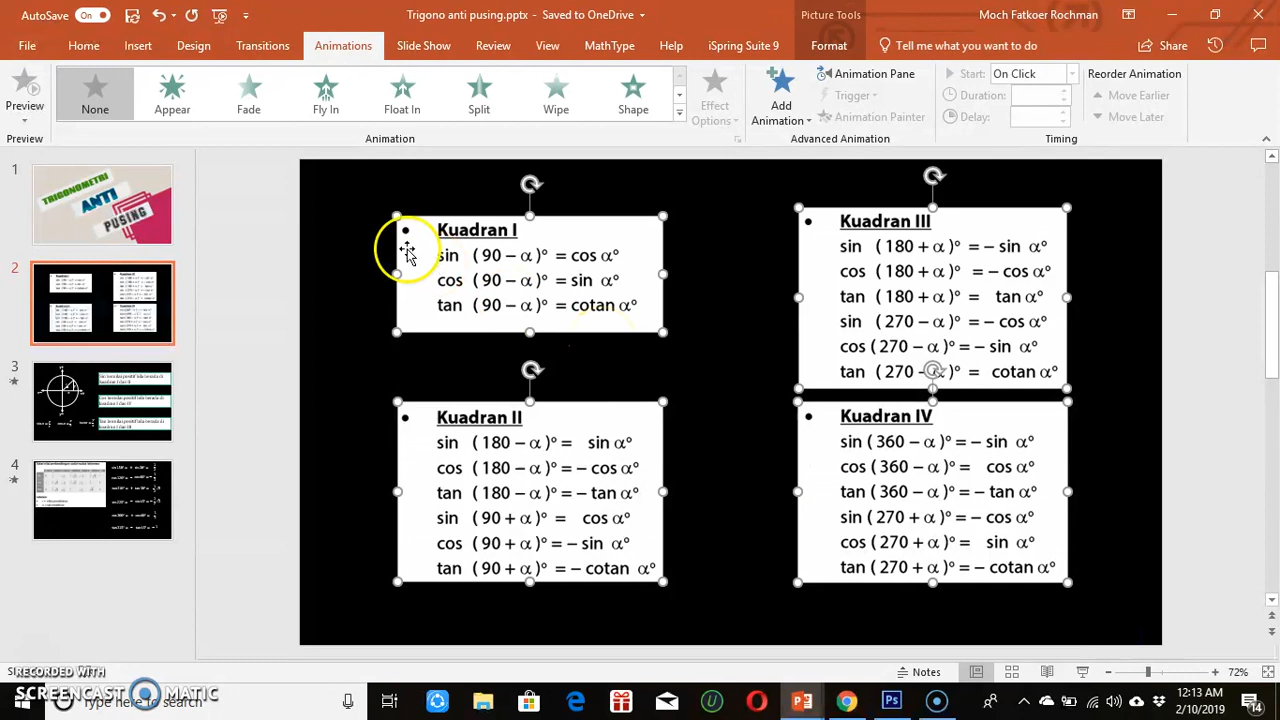 AutoSave On Trigono anti pusing.pptx - Saved to OneDrive Picture Tools Moch Fatkoer Rochman
File Home Insert Design Transitions Animations Slide Show Review View MathType Help iSpring Suite 9 Format Tell me what you want to do Share
Preview None Appear Fade Fly In Float In Split Wipe Shape Effect Options Add Animation Animation Pane Trigger Animation Painter Start: On Click Duration: Delay: Reorder Animation Move Earlier Move Later
Preview Animation Advanced Animation Timing
1
TRIGONOMETRI
ANTI
PUSING
2
3
4
• Kuadran I
sin ( 90 – α )° = cos α°
cos ( 90 – α )° = sin α°
tan ( 90 – α )° = cotan α°
• Kuadran II
sin ( 180 – α )° = sin α°
cos ( 180 – α )° = – cos α°
tan ( 180 – α )° = – tan α°
sin ( 90 + α )° = cos α°
cos ( 90 + α )° = – sin α°
tan ( 90 + α )° = – cotan α°
• Kuadran III
sin ( 180 + α )° = – sin α°
cos ( 180 + α )° = – cos α°
tan ( 180 + α )° = tan α°
sin ( 270 – α )° = – cos α°
cos ( 270 – α )° = – sin α°
tan ( 270 – α )° = cotan α°
• Kuadran IV
sin ( 360 – α )° = – sin α°
cos ( 360 – α )° = cos α°
tan ( 360 – α )° = – tan α°
sin ( 270 + α )° = – cos α°
cos ( 270 + α )° = sin α°
tan ( 270 + α )° = – cotan α°
Notes 72%
RECORDED WITH
SCREENCAST MATIC
here to search
12:13 AM
2/10/2019
14